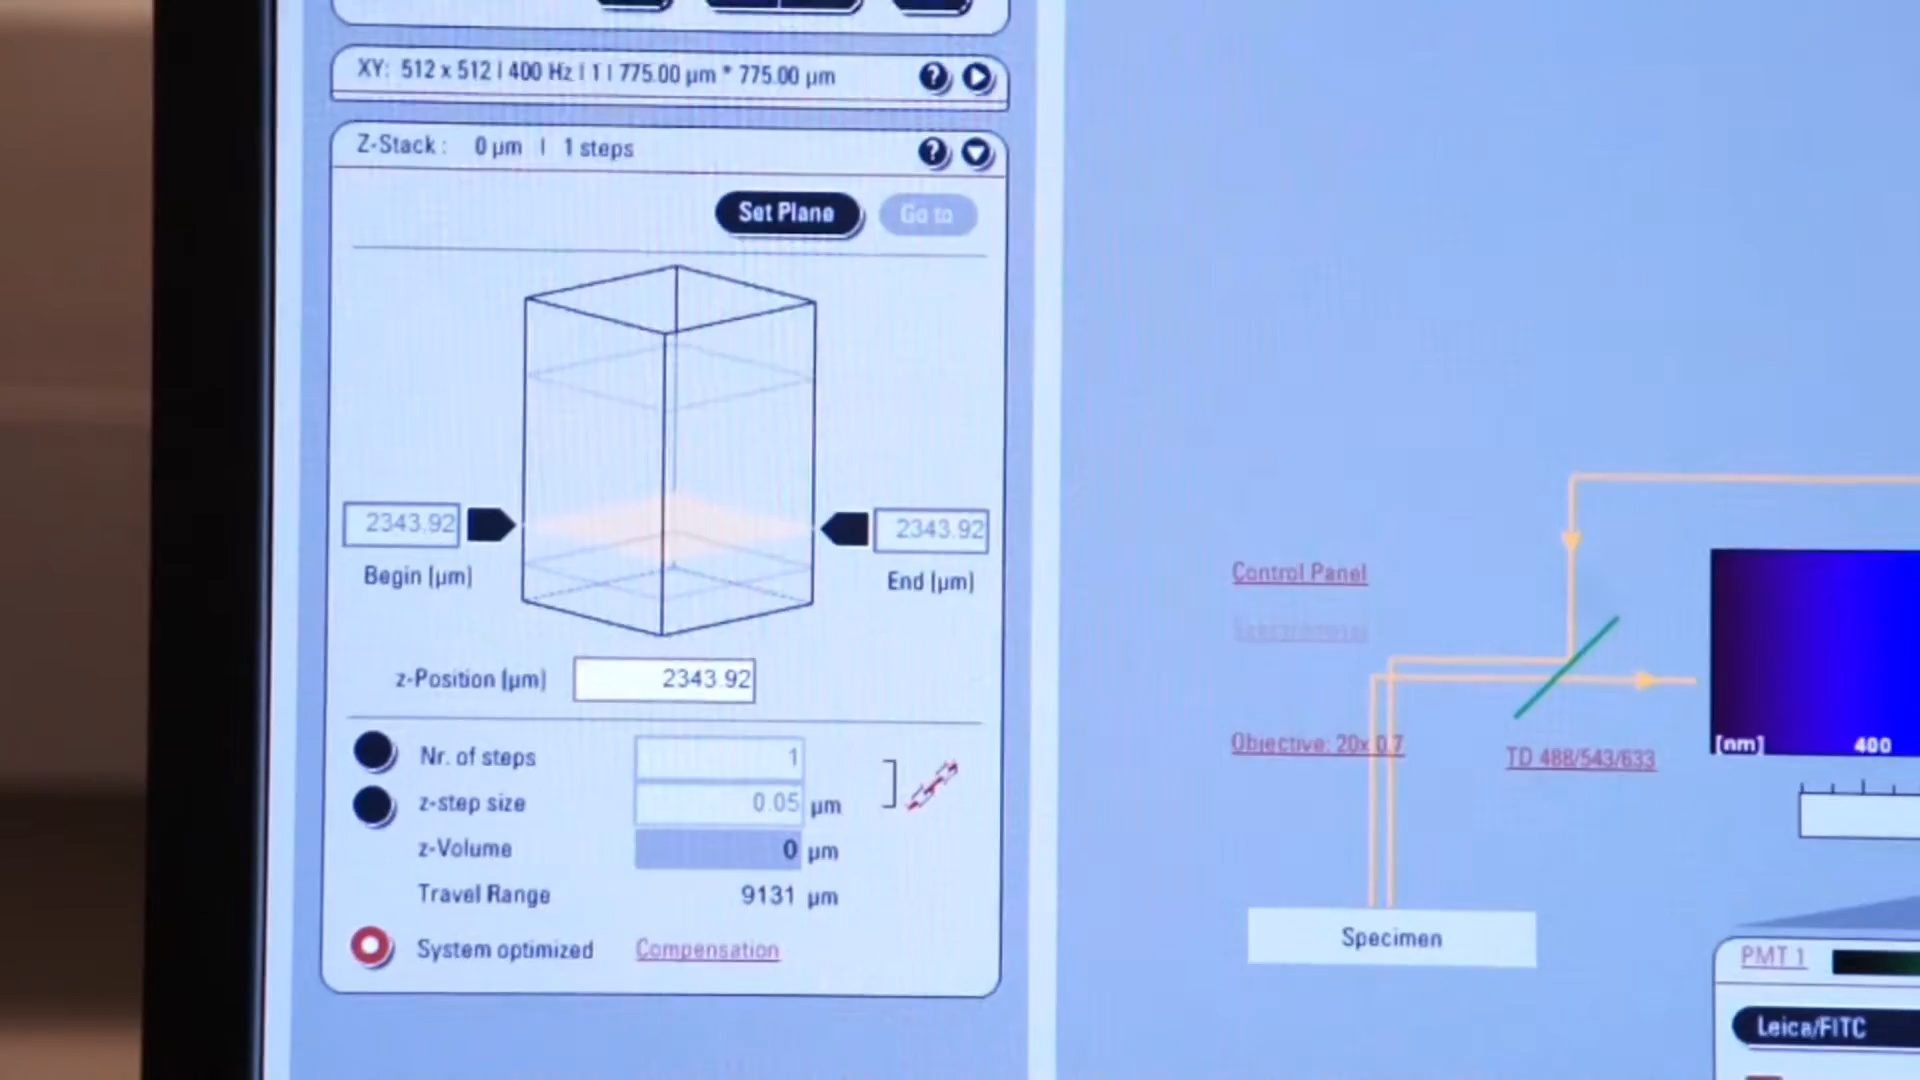 XY: 512 x 512 | 400 Hz | 1 | 775.00 µm * 775.00 µm
Z-Stack: 0 µm | 1 steps
Set Plane
Go to
2343.92
2343.92
Begin [µm]
End [µm]
z-Position [µm]
2343.92
Nr. of steps
1
z-step size
0.05 µm
z-Volume
0 µm
Travel Range
9131 µm
System optimized
Compensation
Control Panel
Objective: 20x 0.7
TD 488/543/633
[nm]
400
Specimen
PMT 1
Leica/FITC